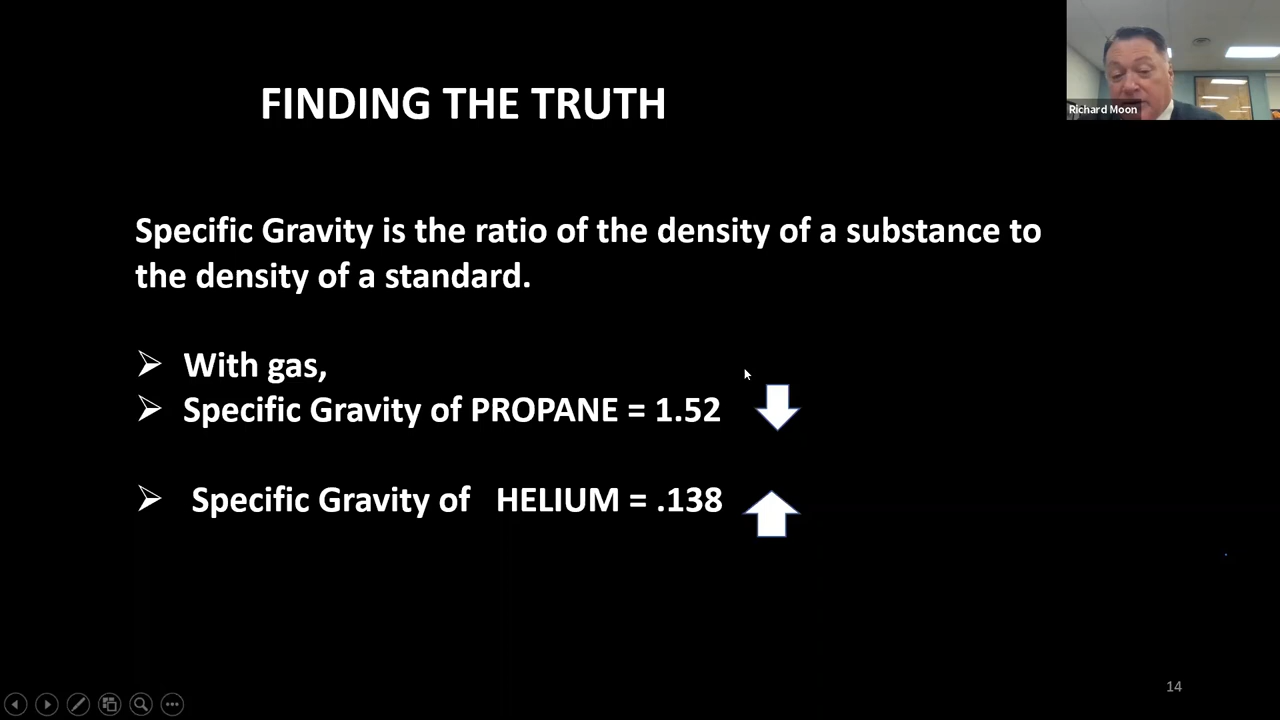 FINDING THE TRUTH
Richard Moon
Specific Gravity is the ratio of the density of a substance to
the density of a standard.
With gas,
Specific Gravity of PROPANE = 1.52
Specific Gravity of HELIUM = .138
14